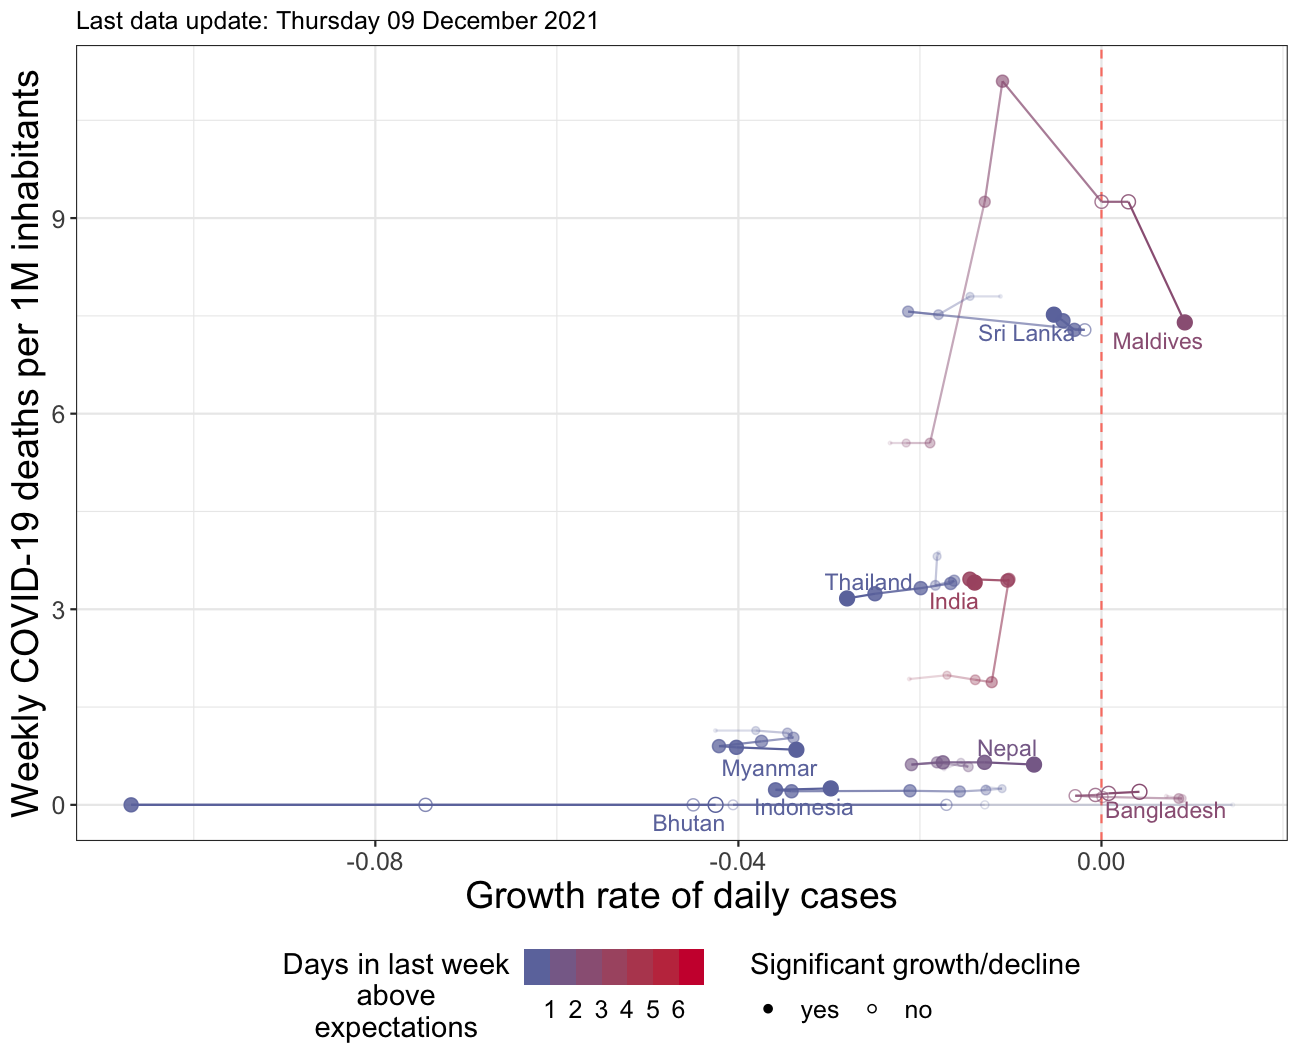 Last data update: Thursday 09 December 2021
Weekly COVID-19 deaths per 1M inhabitants
9
6
3
0
Sri Lanka
Maldives
Thailand
India
Nepal
Myanmar
Indonesia
Bangladesh
Bhutan
-0.08 -0.04 0.00
Growth rate of daily cases
Days in last week
above
expectations
1 2 3 4 5 6
Significant growth/decline
yes no